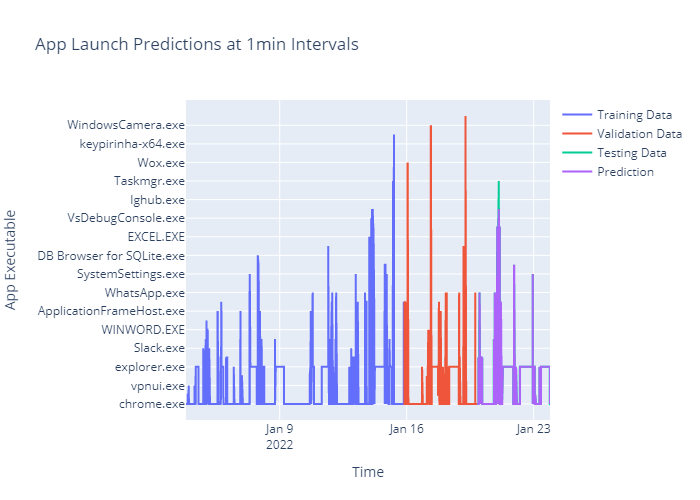 App Launch Predictions at 1min Intervals
Training Data
Validation Data
Testing Data
Prediction
App Executable
WindowsCamera.exe
keypirinha-x64.exe
Wox.exe
Taskmgr.exe
lghub.exe
VsDebugConsole.exe
EXCEL.EXE
DB Browser for SQLite.exe
SystemSettings.exe
WhatsApp.exe
ApplicationFrameHost.exe
WINWORD.EXE
Slack.exe
explorer.exe
vpnui.exe
chrome.exe
Jan 9
2022
Jan 16
Jan 23
Time